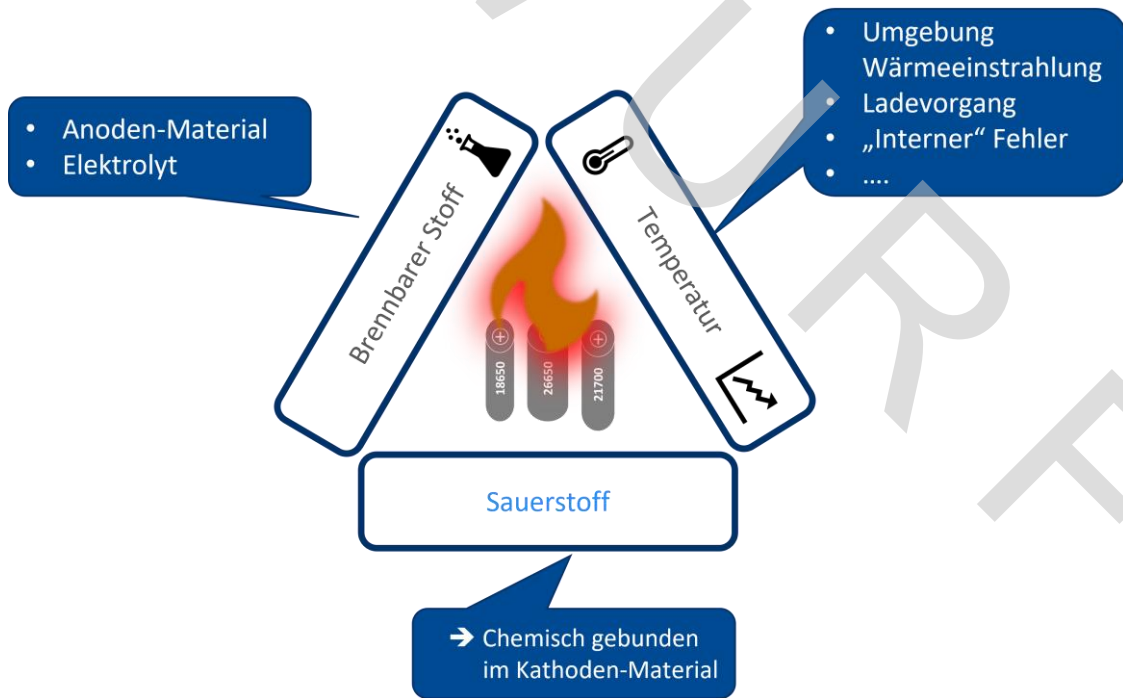 • Umgebung
Wärmeeinstrahlung
• Ladevorgang
• „Interner“ Fehler
• ....
• Anoden-Material
• Elektrolyt
Brennbarer Stoff
Temperatur
18650
26650
21700
Sauerstoff
➔ Chemisch gebunden
im Kathoden-Material
U
R
F